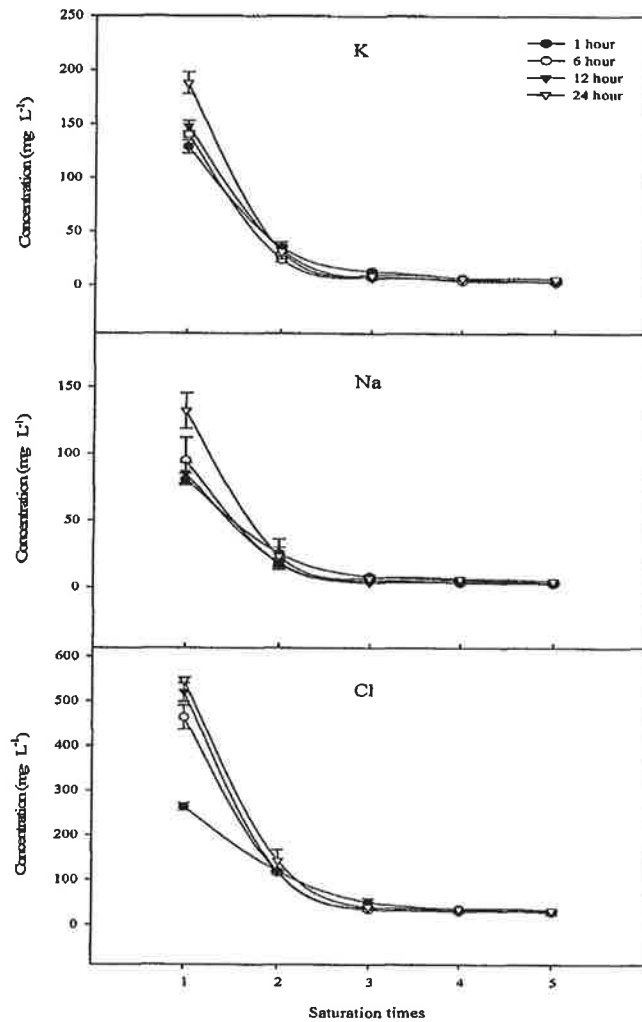 250
200
150
100
50
0
Concentration (mg L⁻¹)
K
1 hour
6 hour
12 hour
24 hour
150
100
50
0
Concentration (mg L⁻¹)
Na
600
500
400
300
200
100
0
Concentration (mg L⁻¹)
Cl
1 2 3 4 5
Saturation times